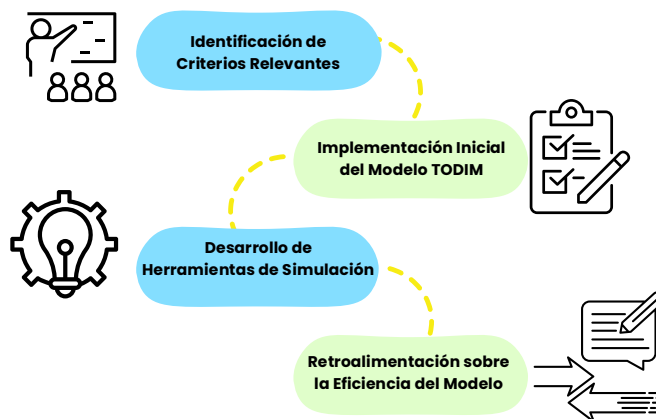 Identificación de
Criterios Relevantes
Implementación Inicial
del Modelo TODIM
Desarrollo de
Herramientas de Simulación
Retroalimentación sobre
la Eficiencia del Modelo